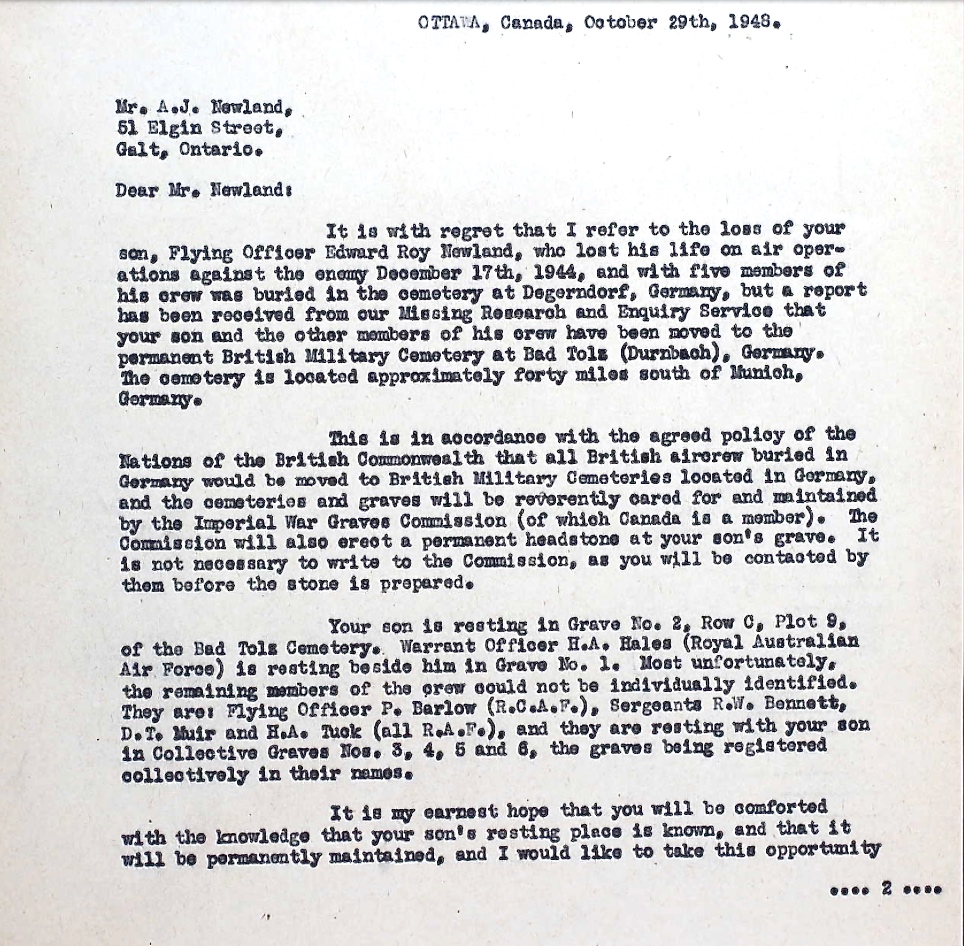 OTTAWA, Canada, October 29th, 1948.
Mr. A.J. Newland,
51 Elgin Street,
Galt, Ontario.
Dear Mr. Newland:
It is with regret that I refer to the loss of your
son, Flying Officer Edward Roy Newland, who lost his life on air oper-
ations against the enemy December 17th, 1944, and with five members of
his crew was buried in the cemetery at Degerndorf, Germany, but a report
has been received from our Missing Research and Enquiry Service that
your son and the other members of his crew have been moved to the
permanent British Military Cemetery at Bad Tolz (Durnbach), Germany.
The cemetery is located approximately forty miles south of Munich,
Germany.
This is in accordance with the agreed policy of the
Nations of the British Commonwealth that all British aircrew buried in
Germany would be moved to British Military Cemeteries located in Germany,
and the cemeteries and graves will be reverently cared for and maintained
by the Imperial War Graves Commission (of which Canada is a member). The
Commission will also erect a permanent headstone at your son's grave. It
is not necessary to write to the Commission, as you will be contacted by
them before the stone is prepared.
Your son is resting in Grave No. 2, Row C, Plot 9,
of the Bad Tolz Cemetery. Warrant Officer H.A. Hales (Royal Australian
Air Force) is resting beside him in Grave No. 1. Most unfortunately,
the remaining members of the crew could not be individually identified.
They are: Flying Officer P. Barlow (R.C.A.F.), Sergeants R.W. Bennett,
D.T. Muir and H.A. Tuck (all R.A.F.), and they are resting with your son
in Collective Graves Nos. 3, 4, 5 and 6, the graves being registered
collectively in their names.
It is my earnest hope that you will be comforted
with the knowledge that your son's resting place is known, and that it
will be permanently maintained, and I would like to take this opportunity
.... 2 ....